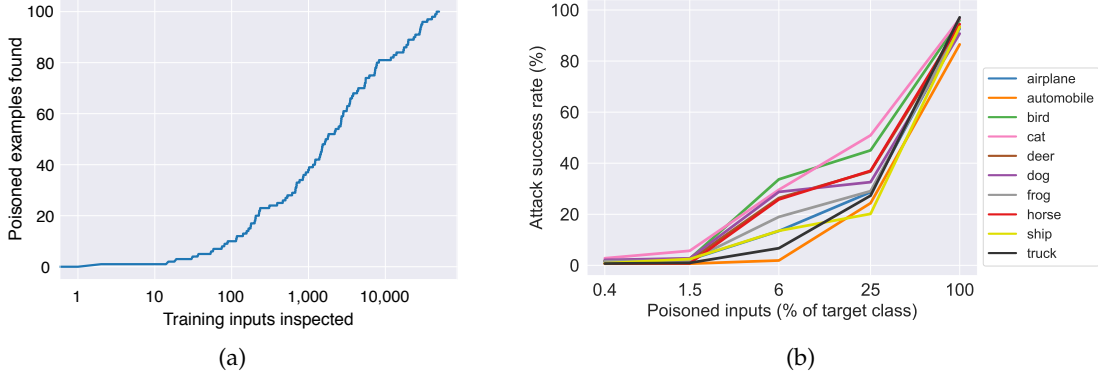 100
80
60
40
20
0
Poisoned examples found
1
10
100
1,000
10,000
Training inputs inspected
(a)
100
80
60
40
20
0
Attack success rate (%)
0.4
1.5
6
25
100
Poisoned inputs (% of target class)
airplane
automobile
bird
cat
deer
dog
frog
horse
ship
truck
(b)